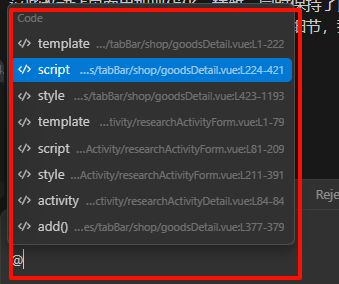 Code
</> template .../tabBar/shop/goodsDetail.vue:L1-222
</> script ...s/tabBar/shop/goodsDetail.vue:L224-421
</> style ...s/tabBar/shop/goodsDetail.vue:L423-1193
</> template ...tivity/researchActivityForm.vue:L1-79
</> script ...Activity/researchActivityForm.vue:L81-209
</> style ...Activity/researchActivityForm.vue:L211-391
</> activity ...ctivity/researchActivityDetail.vue:L84-84
</> add() ...es/tabBar/shop/goodsDetail.vue:L377-379
Reje
@